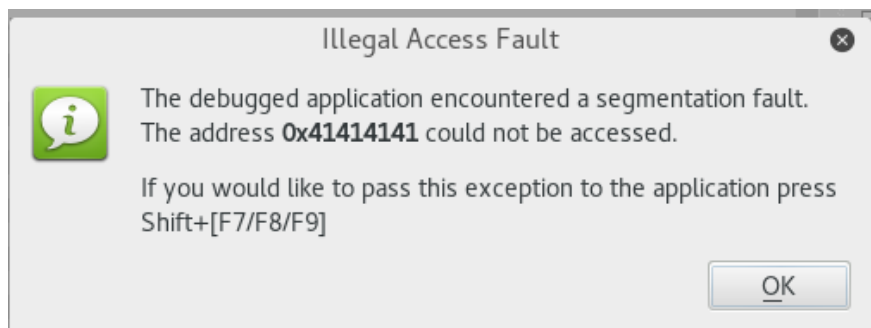 Illegal Access Fault
The debugged application encountered a segmentation fault.
The address 0x41414141 could not be accessed.
If you would like to pass this exception to the application press
Shift+[F7/F8/F9]
OK